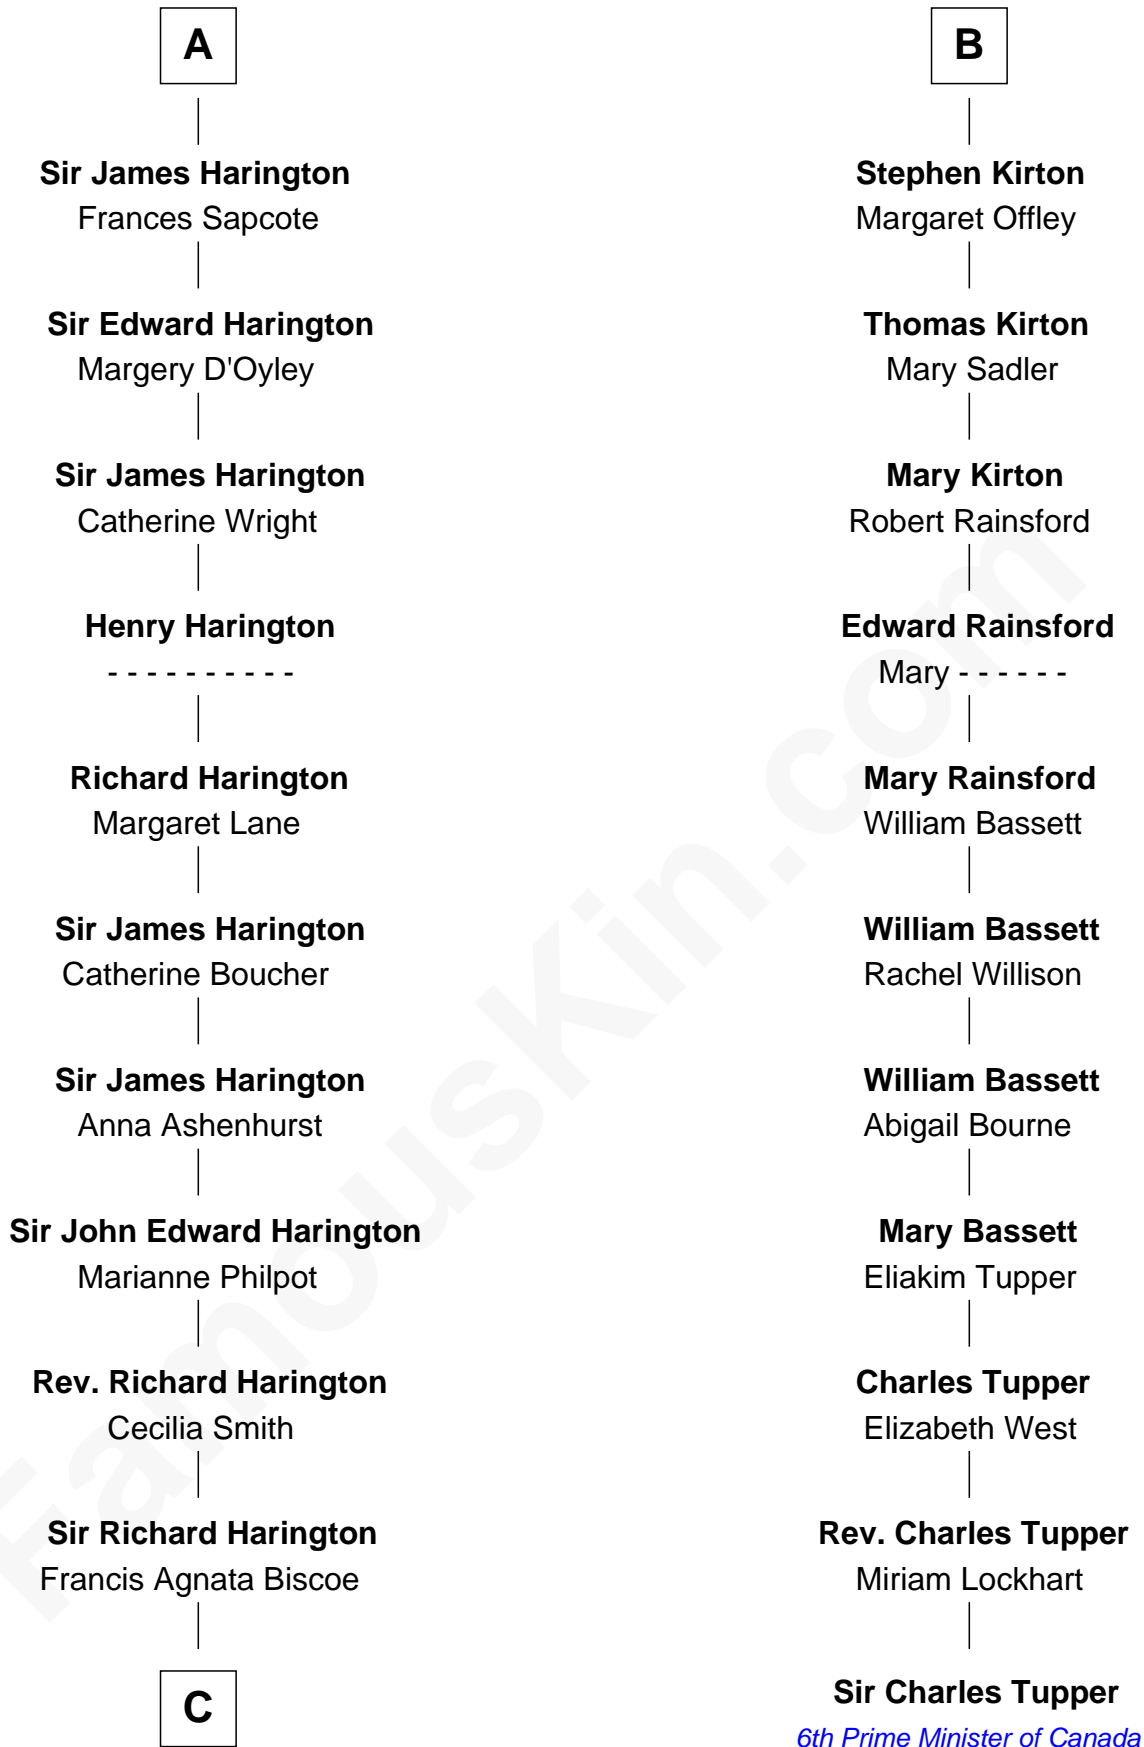 A
Sir James Harington
Frances Sapcote
Sir Edward Harington
Margery D'Oyley
Sir James Harington
Catherine Wright
Henry Harington
- - - - - - - - - -
Richard Harington
Margaret Lane
Sir James Harington
Catherine Boucher
Sir James Harington
Anna Ashenhurst
Sir John Edward Harington
Marianne Philpot
Rev. Richard Harington
Cecilia Smith
Sir Richard Harington
Francis Agnata Biscoe
C
B
Stephen Kirton
Margaret Offley
Thomas Kirton
Mary Sadler
Mary Kirton
Robert Rainsford
Edward Rainsford
Mary - - - - - -
Mary Rainsford
William Bassett
William Bassett
Rachel Willison
William Bassett
Abigail Bourne
Mary Bassett
Eliakim Tupper
Charles Tupper
Elizabeth West
Rev. Charles Tupper
Miriam Lockhart
Sir Charles Tupper
6th Prime Minister of Canada
FamousKin.com